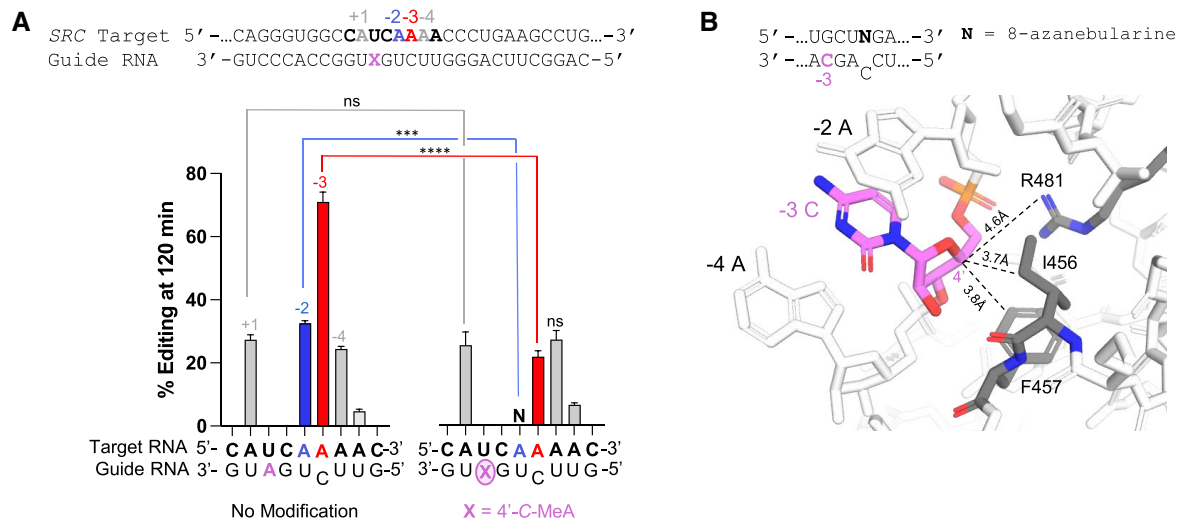 A
+1 -2 -3 -4
SRC Target 5' -…CAGGGUGGCCCAUCAAAACCCUGAAGCCUG…-3'
Guide RNA 3'-GUCCCACCGGUXGUCUUGGGACUUCGGAC-5'
ns
***
****
% Editing at 120 min
80
60
40
20
0
+1
-2
-3
-4
ns
N
Target RNA 5'- C A U C A A A A C -3'
Guide RNA 3'- G U A G U C U U G -5'
5'- C A U C A A A A C -3'
3'- G U X G U C U U G -5'
No Modification
X = 4'-C-MeA
B
5' -…UGCUNGA…-3'
3' -…ACGACCU…-5'
-3
N = 8-azanebularine
-2 A
-3 C
-4 A
R481
I456
F457
4.6Å
3.7Å
3.8Å
4'